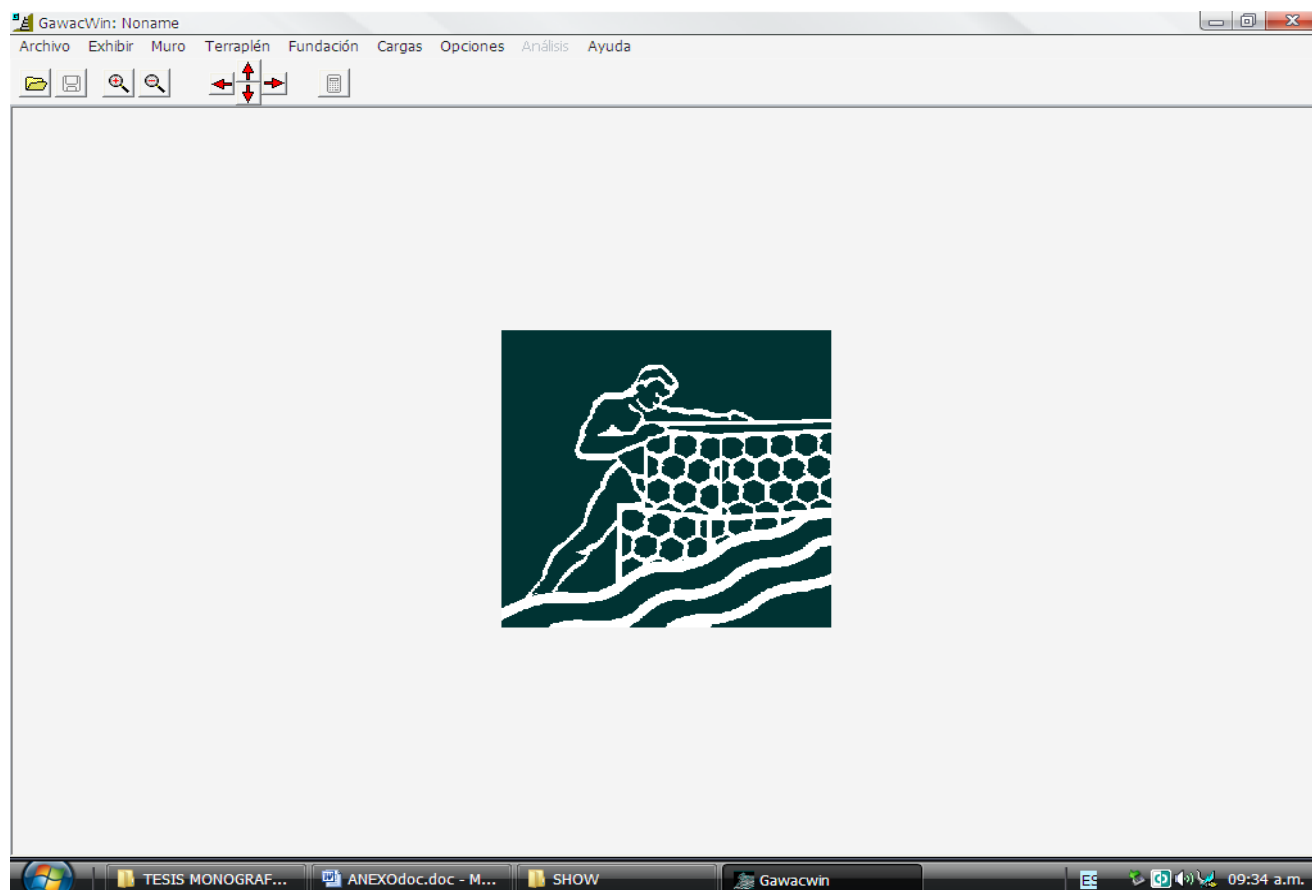 GawacWin: Noname
Archivo Exhibir Muro Terraplén Fundación Cargas Opciones Análisis Ayuda
TESIS MONOGRAF... ANEXOdoc.doc - M... SHOW Gawacwin ES 09:34 a.m.